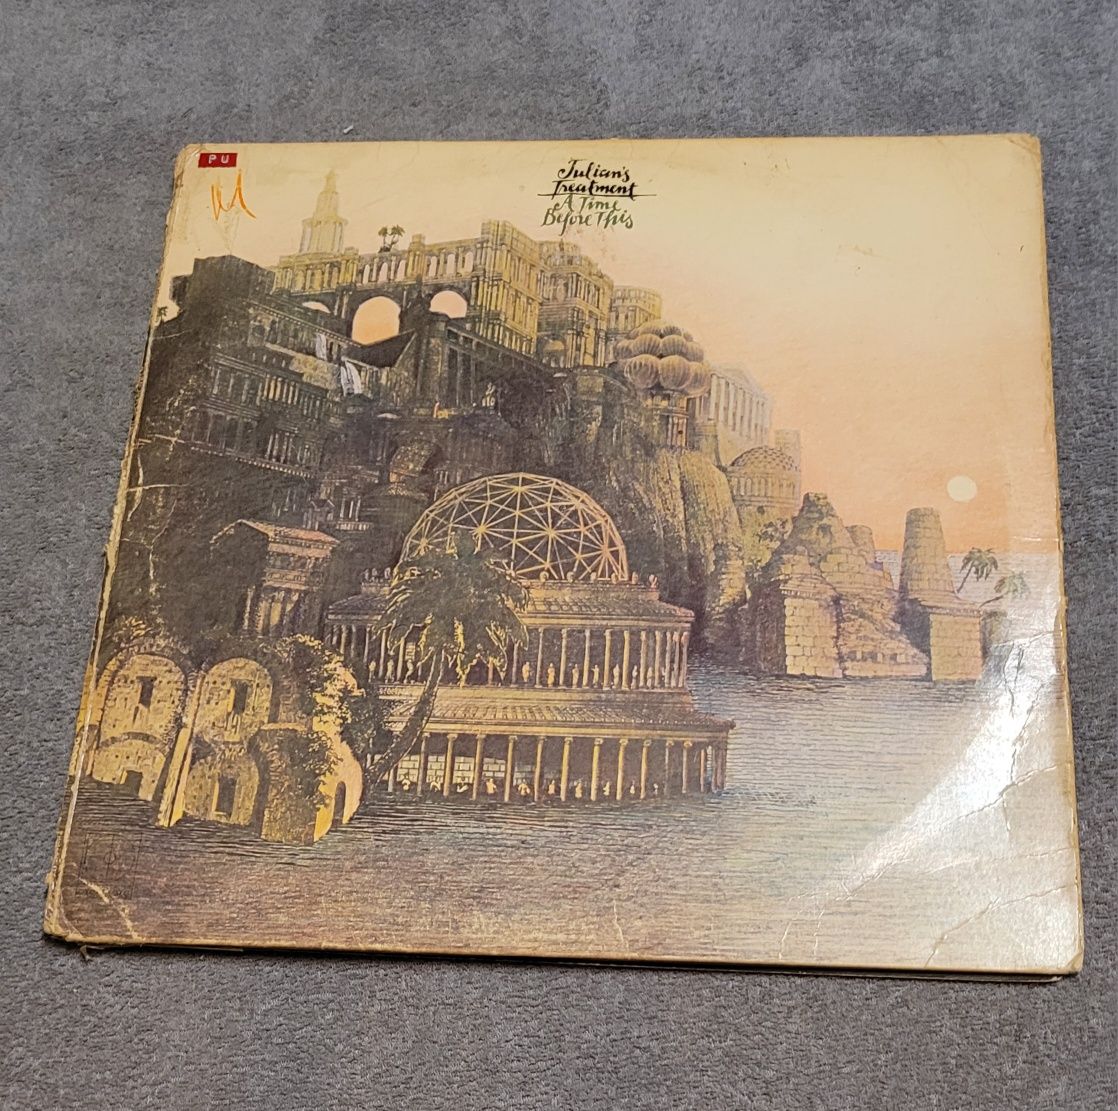 PU
Julian's
Treatment
A Time
Before This